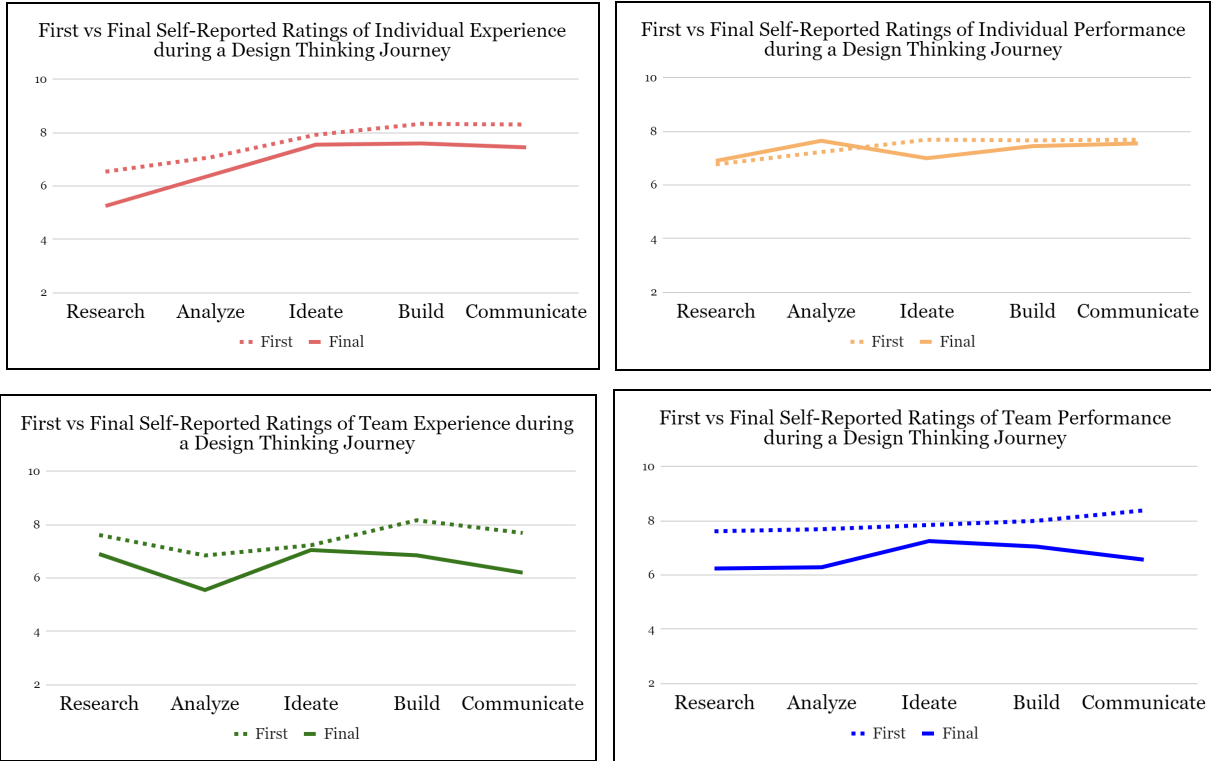 First vs Final Self-Reported Ratings of Individual Experience
during a Design Thinking Journey
10
8
6
4
2
Research Analyze Ideate Build Communicate
First Final
First vs Final Self-Reported Ratings of Individual Performance
during a Design Thinking Journey
10
8
6
4
2
Research Analyze Ideate Build Communicate
First Final
First vs Final Self-Reported Ratings of Team Experience during
a Design Thinking Journey
10
8
6
4
2
Research Analyze Ideate Build Communicate
First Final
First vs Final Self-Reported Ratings of Team Performance
during a Design Thinking Journey
10
8
6
4
2
Research Analyze Ideate Build Communicate
First Final